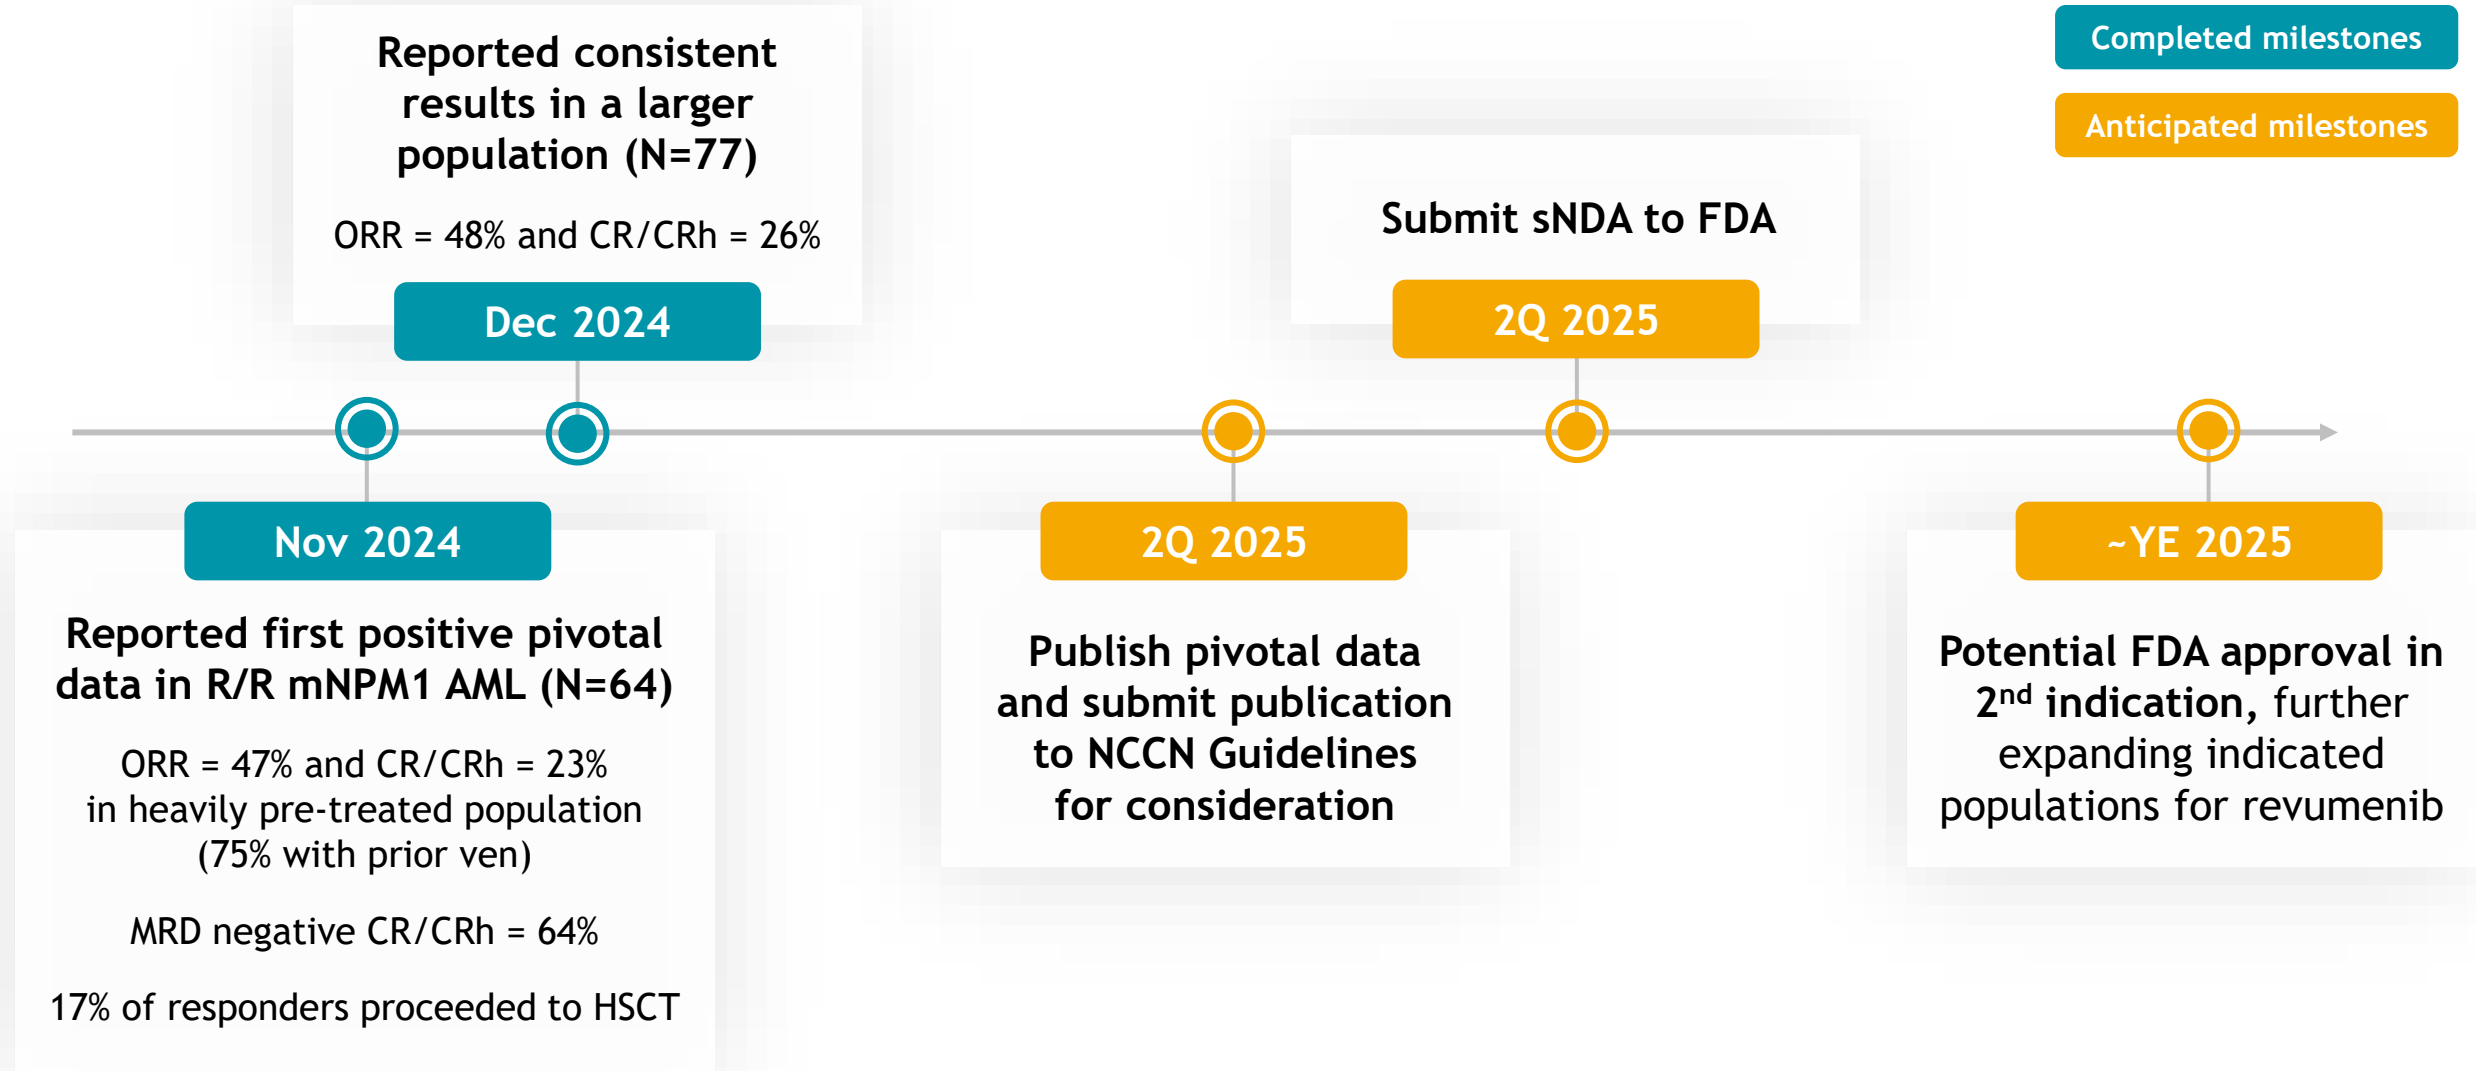 Completed milestones
Anticipated milestones
Reported consistent
results in a larger
population (N=77)
ORR = 48% and CR/CRh = 26%
Dec 2024
Submit sNDA to FDA
2Q 2025
Nov 2024
Reported first positive pivotal
data in R/R mNPM1 AML (N=64)
ORR = 47% and CR/CRh = 23%
in heavily pre-treated population
(75% with prior ven)
MRD negative CR/CRh = 64%
17% of responders proceeded to HSCT
2Q 2025
Publish pivotal data
and submit publication
to NCCN Guidelines
for consideration
~YE 2025
Potential FDA approval in
2nd indication, further
expanding indicated
populations for revumenib